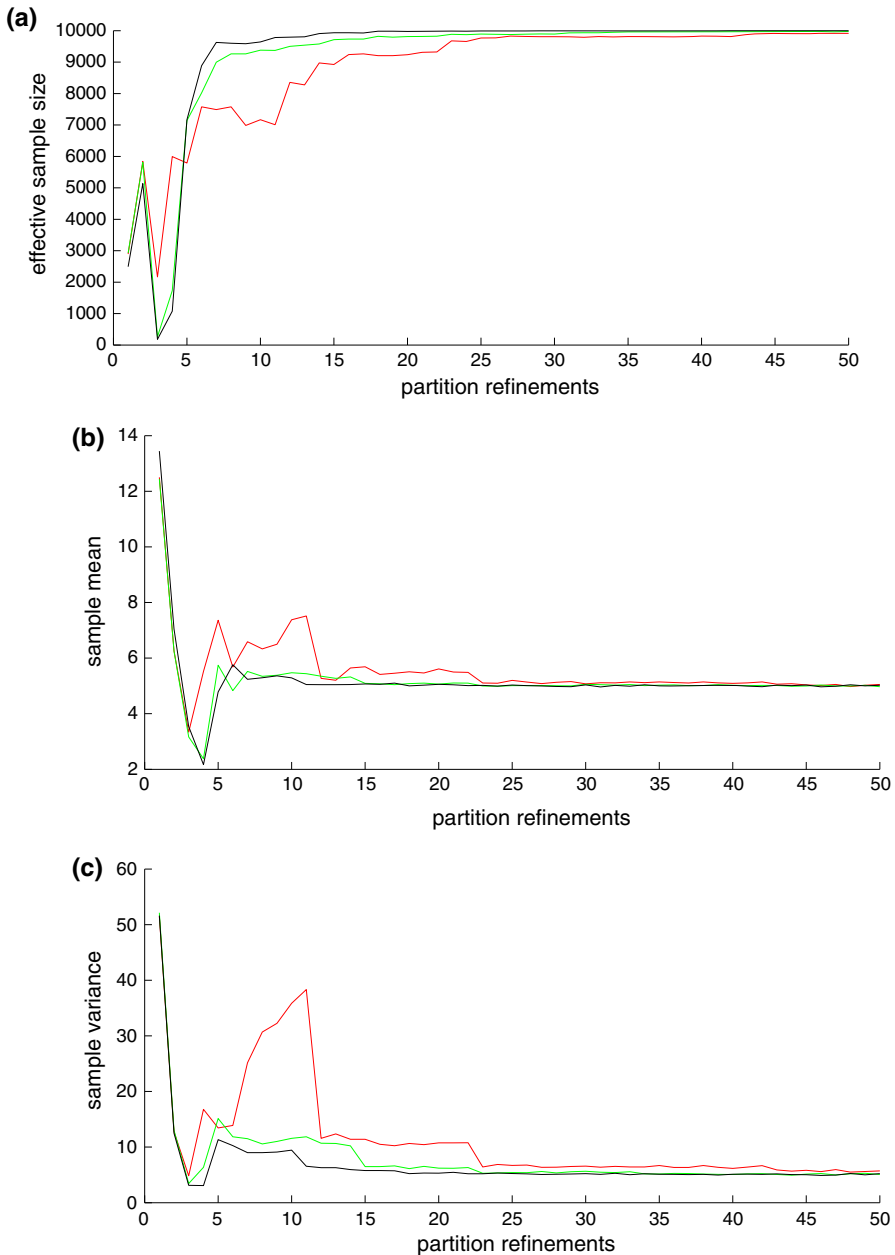 (a)
10000
9000
8000
7000
6000
5000
4000
3000
2000
1000
0
effective sample size
0 5 10 15 20 25 30 35 40 45 50
partition refinements
(b)
14
12
10
8
6
4
2
sample mean
0 5 10 15 20 25 30 35 40 45 50
partition refinements
(c)
60
50
40
30
20
10
0
sample variance
0 5 10 15 20 25 30 35 40 45 50
partition refinements